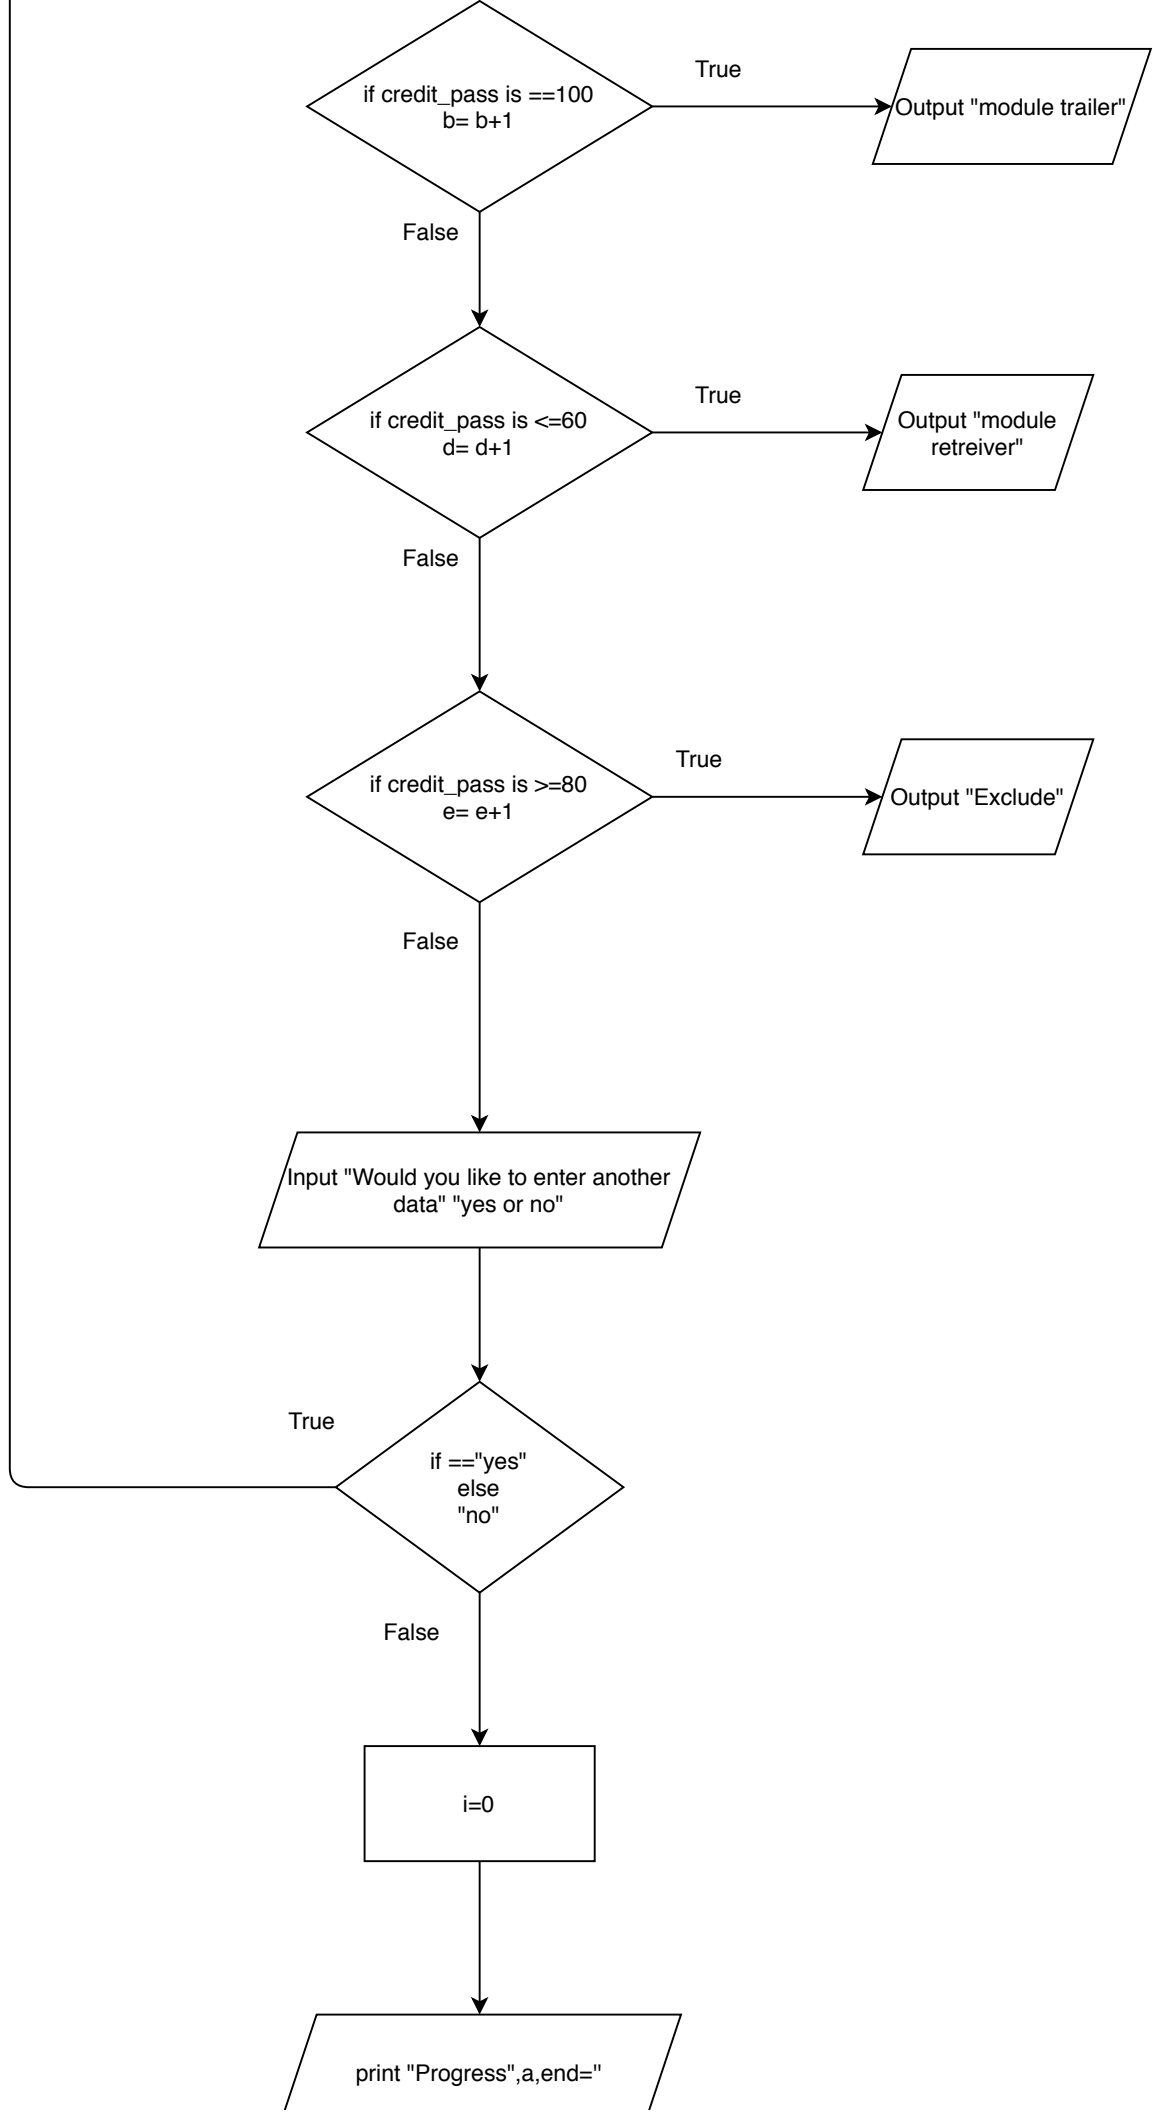 True
if credit_pass is ==100
b= b+1
Output "module trailer"
False
True
if credit_pass is <=60
d= d+1
Output "module
retreiver"
False
True
if credit_pass is >=80
e= e+1
Output "Exclude"
False
Input "Would you like to enter another
data" "yes or no"
True
if =="yes"
else
"no"
False
i=0
print "Progress",a,end=''